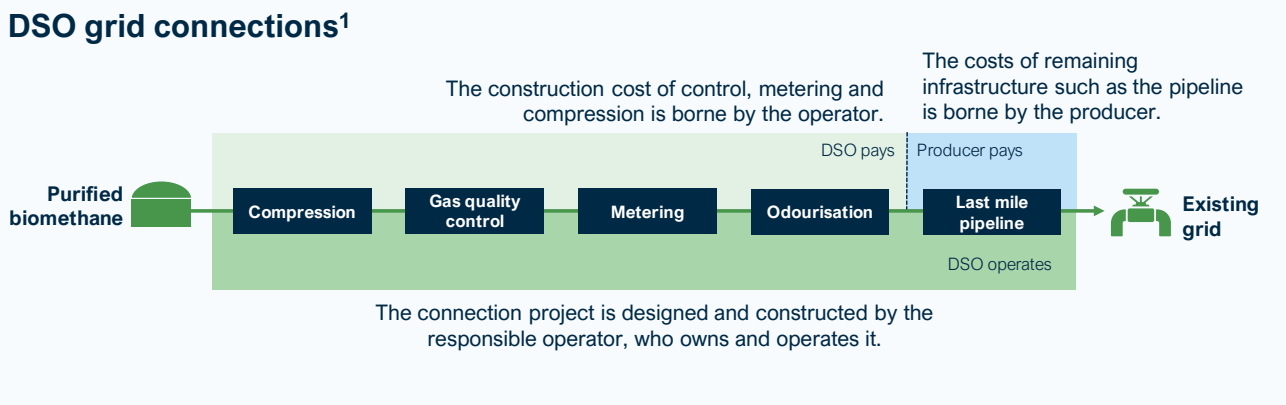 DSO grid connections¹
The costs of remaining
infrastructure such as the pipeline
is borne by the producer.
The construction cost of control, metering and
compression is borne by the operator.
DSO pays
Producer pays
Purified
biomethane
Compression
Gas quality
control
Metering
Odourisation
Last mile
pipeline
Existing
grid
DSO operates
The connection project is designed and constructed by the
responsible operator, who owns and operates it.